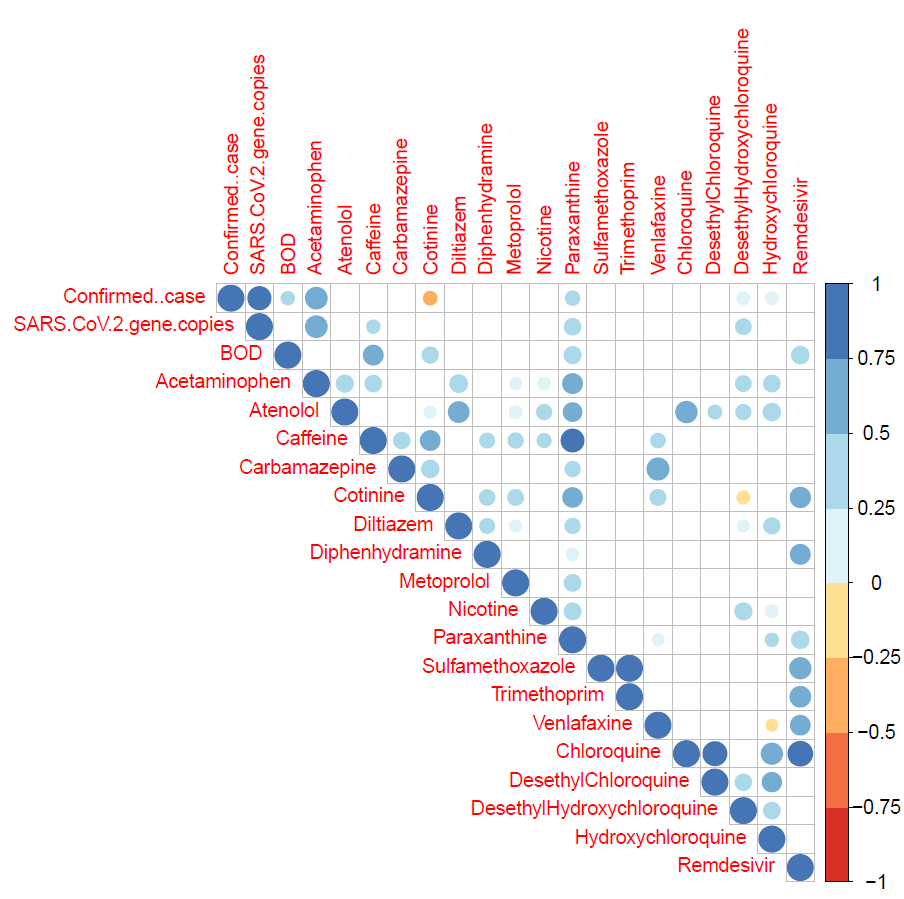 Confirmed..case
SARS.CoV.2.gene.copies
BOD
Acetaminophen
Atenolol
Caffeine
Carbamazepine
Cotinine
Diltiazem
Diphenhydramine
Metoprolol
Nicotine
Paraxanthine
Sulfamethoxazole
Trimethoprim
Venlafaxine
Chloroquine
DesethylChloroquine
DesethylHydroxychloroquine
Hydroxychloroquine
Remdesivir
Confirmed..case
SARS.CoV.2.gene.copies
BOD
Acetaminophen
Atenolol
Caffeine
Carbamazepine
Cotinine
Diltiazem
Diphenhydramine
Metoprolol
Nicotine
Paraxanthine
Sulfamethoxazole
Trimethoprim
Venlafaxine
Chloroquine
DesethylChloroquine
DesethylHydroxychloroquine
Hydroxychloroquine
Remdesivir
1
0.75
0.5
0.25
0
−0.25
−0.5
−0.75
−1